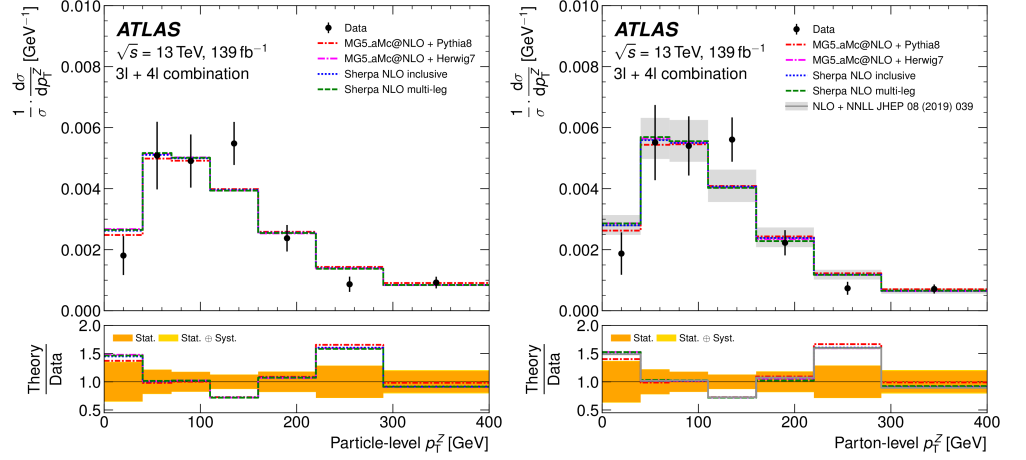 1/σ · dσ/dp_T^Z [GeV⁻¹]
ATLAS
√s = 13 TeV, 139 fb⁻¹
3l + 4l combination
Data
MG5_aMc@NLO + Pythia8
MG5_aMc@NLO + Herwig7
Sherpa NLO inclusive
Sherpa NLO multi-leg
0.010
0.008
0.006
0.004
0.002
0.000
Theory/Data
2.0
1.5
1.0
0.5
Stat. Stat. ⊕ Syst.
0 100 200 300 400
Particle-level p_T^Z [GeV]
1/σ · dσ/dp_T^Z [GeV⁻¹]
ATLAS
√s = 13 TeV, 139 fb⁻¹
3l + 4l combination
Data
MG5_aMc@NLO + Pythia8
MG5_aMc@NLO + Herwig7
Sherpa NLO inclusive
Sherpa NLO multi-leg
NLO + NNLL JHEP 08 (2019) 039
0.010
0.008
0.006
0.004
0.002
0.000
Theory/Data
2.0
1.5
1.0
0.5
Stat. Stat. ⊕ Syst.
0 100 200 300 400
Parton-level p_T^Z [GeV]